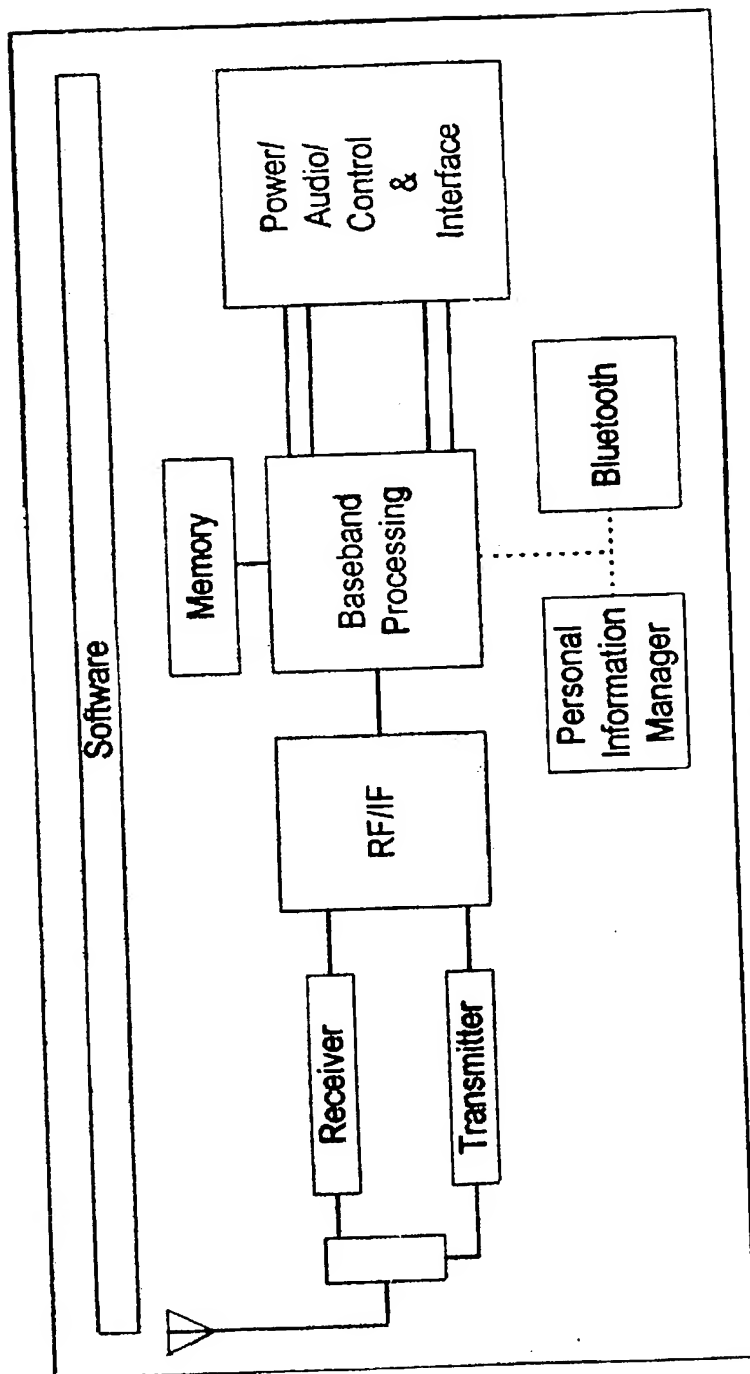 Software
Memory
Power/
Audio/
Control
&
Interface
Receiver
RF/IF
Baseband
Processing
Transmitter
Personal
Information
Manager
Bluetooth